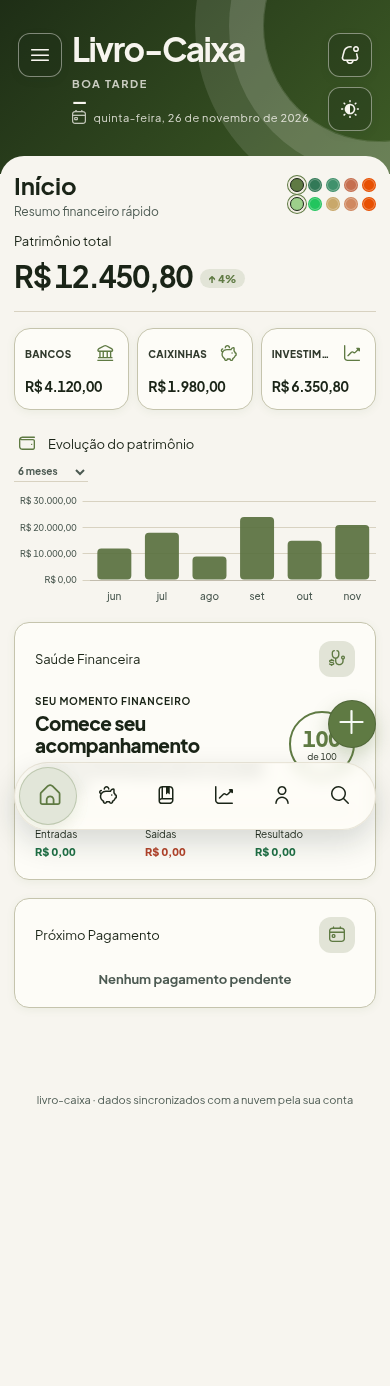 Livro-Caixa
BOA TARDE
quinta-feira, 26 de novembro de 2026
Início
Resumo financeiro rápido
Patrimônio total
R$ 12.450,80
↑ 4%
BANCOS
R$ 4.120,00
CAIXINHAS
R$ 1.980,00
INVESTIM...
R$ 6.350,80
Evolução do patrimônio
6 meses
R$ 30.000,00
R$ 20.000,00
R$ 10.000,00
R$ 0,00
jun jul ago set out nov
Saúde Financeira
SEU MOMENTO FINANCEIRO
Comece seu
acompanhamento
100
de 100
Entradas
R$ 0,00
Saídas
R$ 0,00
Resultado
R$ 0,00
Próximo Pagamento
Nenhum pagamento pendente
livro-caixa · dados sincronizados com a nuvem pela sua conta